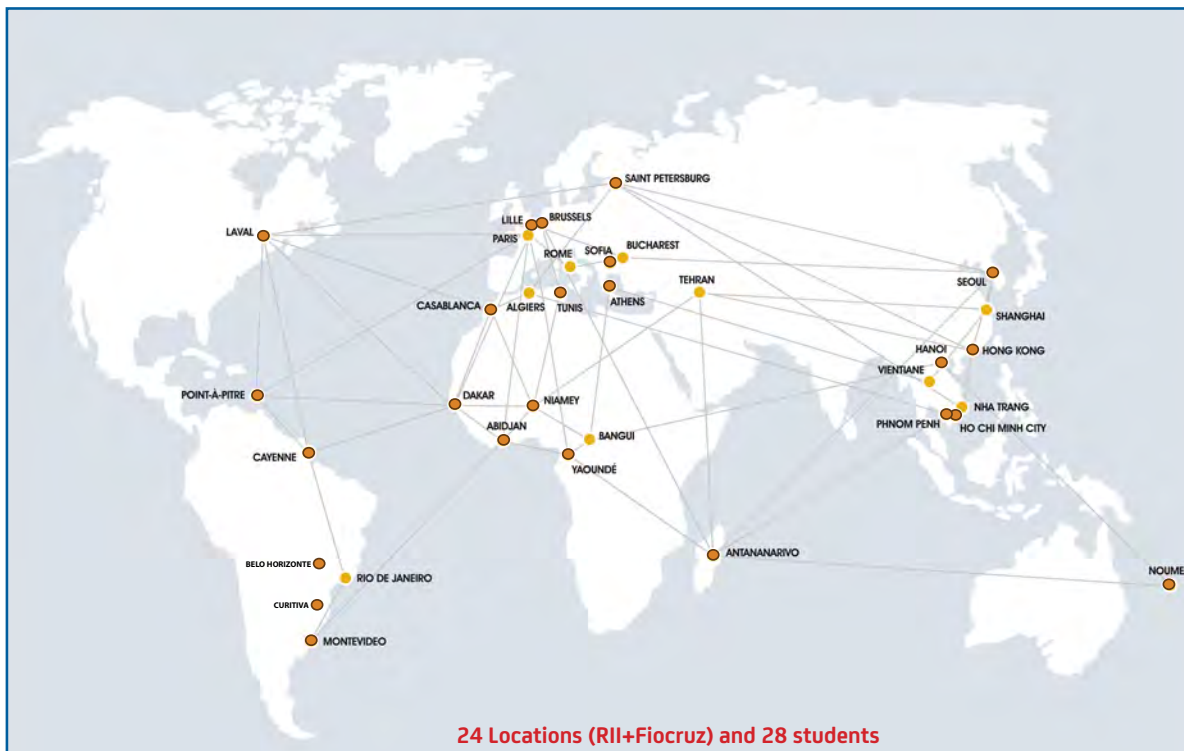 SAINT PETERSBURG
LILLE
BRUSSELS
LAVAL
PARIS
ROME
SOFIA
BUCHAREST
TEHRAN
SEOUL
CASABLANCA
ALGIERS
TUNIS
ATHENS
SHANGHAI
HANOI
HONG KONG
VIENTIANE
POINT-À-PITRE
DAKAR
NIAMEY
NHA TRANG
PHNOM PENH
HO CHI MINH CITY
ABIDJAN
BANGUI
CAYENNE
YAOUNDÉ
ANTANANARIVO
BELO HORIZONTE
RIO DE JANEIRO
NOUME
CURITIVA
MONTEVIDEO
24 Locations (RII+Fiocruz) and 28 students